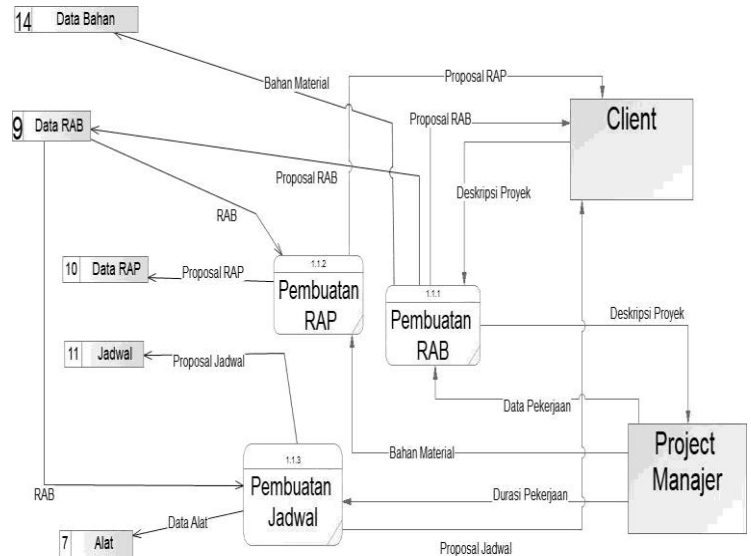 14 Data Bahan
Proposal RAP
Bahan Material
Proposal RAB
Client
9 Data RAB
Proposal RAB
Deskripsi Proyek
RAB
1.1.2
Pembuatan
RAP
1.1.1
Pembuatan
RAB
10 Data RAP
Proposal RAP
Deskripsi Proyek
11 Jadwal
Proposal Jadwal
Data Pekerjaan
Project
Manajer
Bahan Material
1.1.3
Pembuatan
Jadwal
Durasi Pekerjaan
RAB
Data Alat
7 Alat
Proposal Jadwal